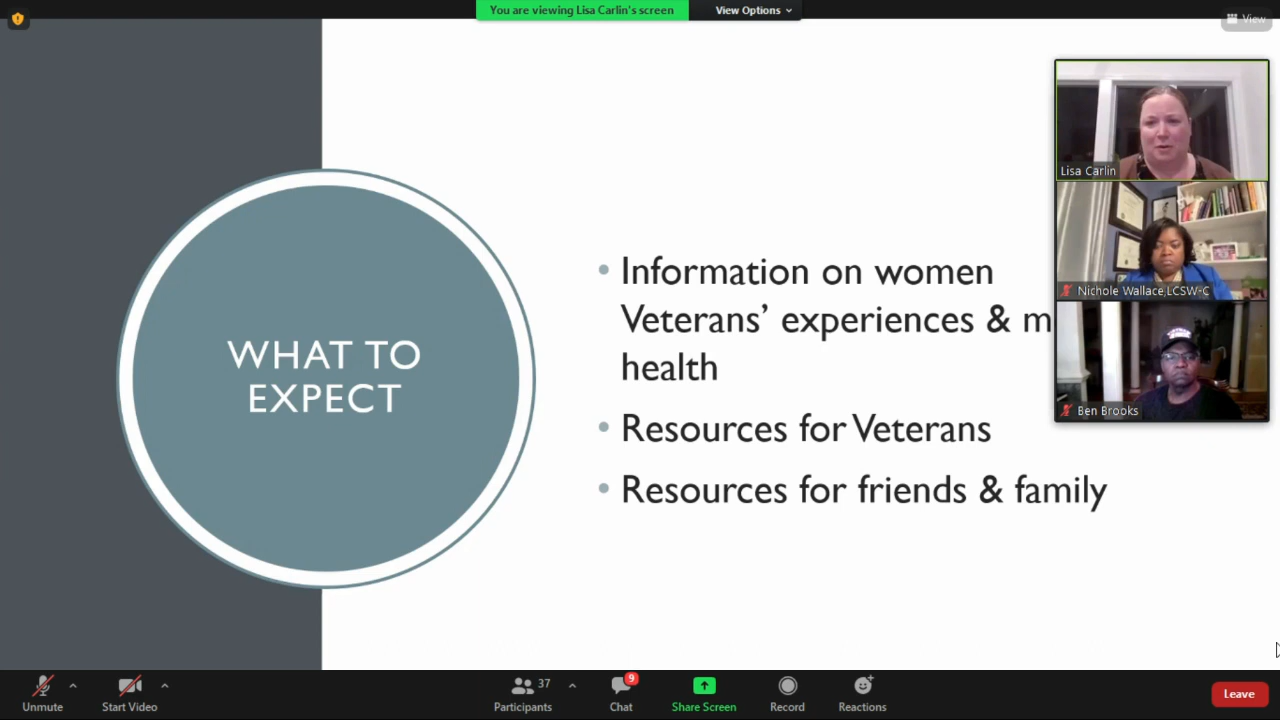 You are viewing Lisa Carlin's screen
View Options
View
Lisa Carlin
Nichole Wallace,LCSW-C
Ben Brooks
WHAT TO
EXPECT
• Information on women
Veterans' experiences & m
health
• Resources for Veterans
• Resources for friends & family
Unmute
Start Video
37
Participants
9
Chat
Share Screen
Record
Reactions
Leave